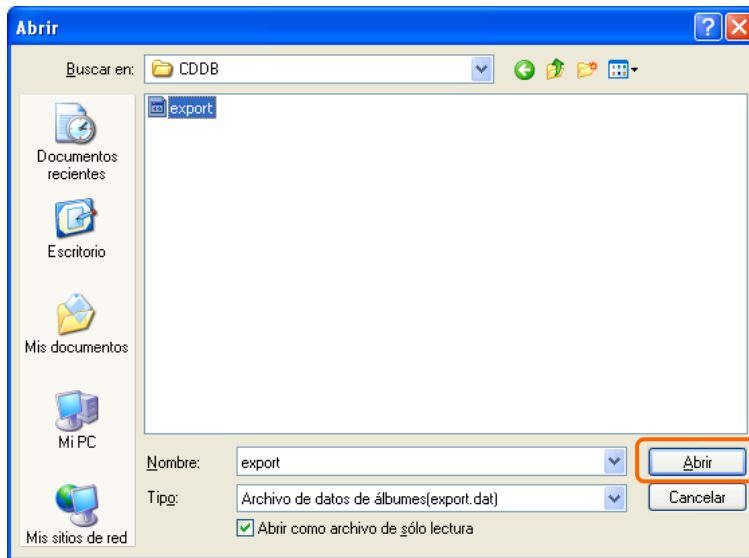 Abrir
Buscar en: CDDB
export
Documentos
recientes
Escritorio
Mis documentos
Mi PC
Mis sitios de red
Nombre: export Abrir
Tipo: Archivo de datos de álbumes(export.dat) Cancelar
Abrir como archivo de sólo lectura